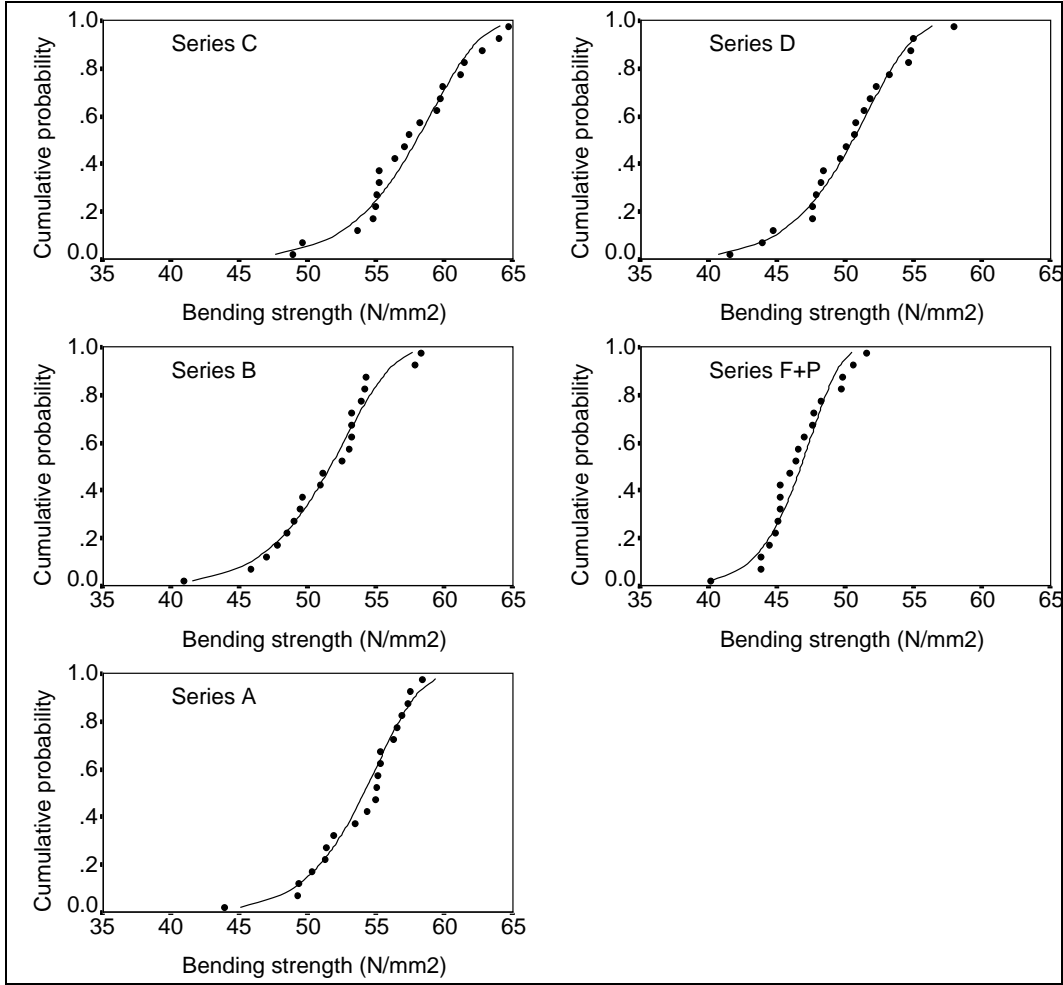 Series C
Cumulative probability
1.0
.8
.6
.4
.2
0.0
35 40 45 50 55 60 65
Bending strength (N/mm2)
Series D
Cumulative probability
1.0
.8
.6
.4
.2
0.0
35 40 45 50 55 60 65
Bending strength (N/mm2)
Series B
Cumulative probability
1.0
.8
.6
.4
.2
0.0
35 40 45 50 55 60 65
Bending strength (N/mm2)
Series F+P
Cumulative probability
1.0
.8
.6
.4
.2
0.0
35 40 45 50 55 60 65
Bending strength (N/mm2)
Series A
Cumulative probability
1.0
.8
.6
.4
.2
0.0
35 40 45 50 55 60 65
Bending strength (N/mm2)